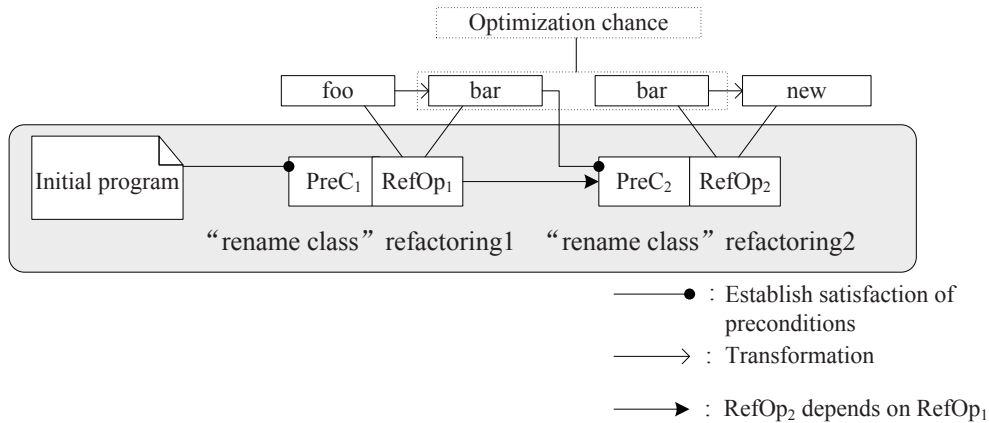 Optimization chance
foo
bar
bar
new
Initial program
PreC₁
RefOp₁
PreC₂
RefOp₂
“rename class” refactoring1
“rename class” refactoring2
: Establish satisfaction of
preconditions
: Transformation
: RefOp₂ depends on RefOp₁